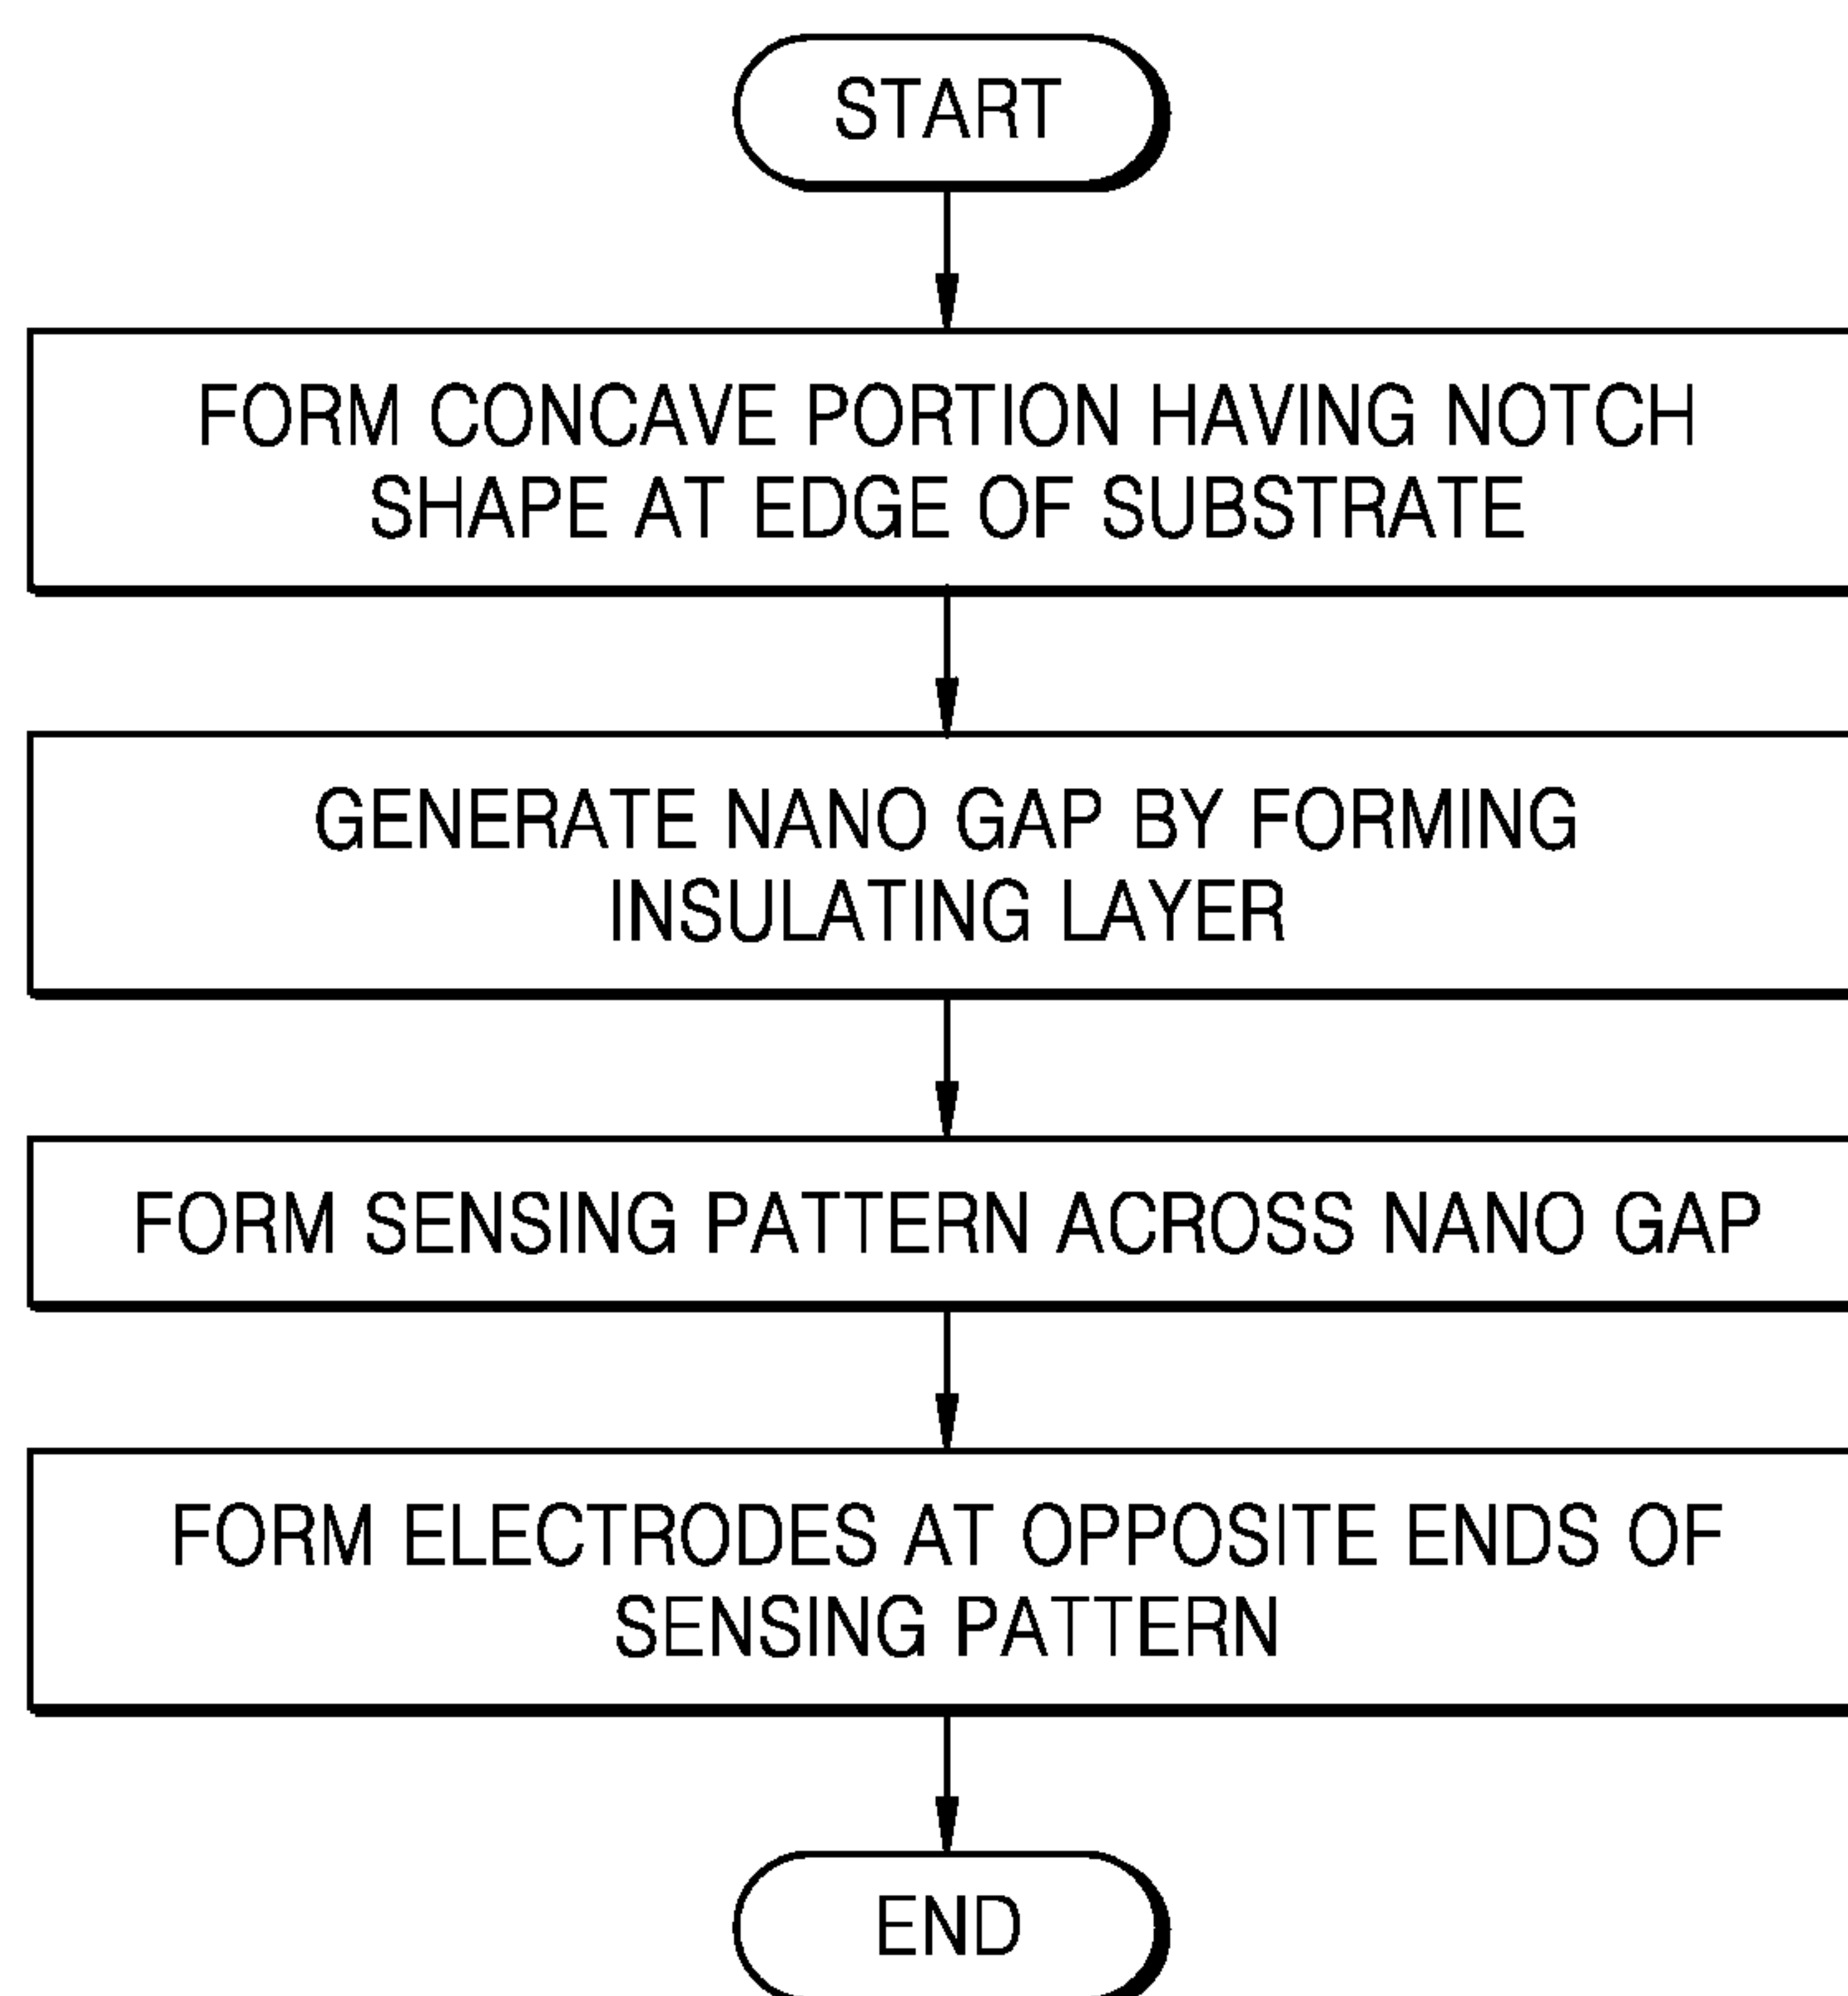 START
FORM CONCAVE PORTION HAVING NOTCH
SHAPE AT EDGE OF SUBSTRATE
GENERATE NANO GAP BY FORMING
INSULATING LAYER
FORM SENSING PATTERN ACROSS NANO GAP
FORM ELECTRODES AT OPPOSITE ENDS OF
SENSING PATTERN
END